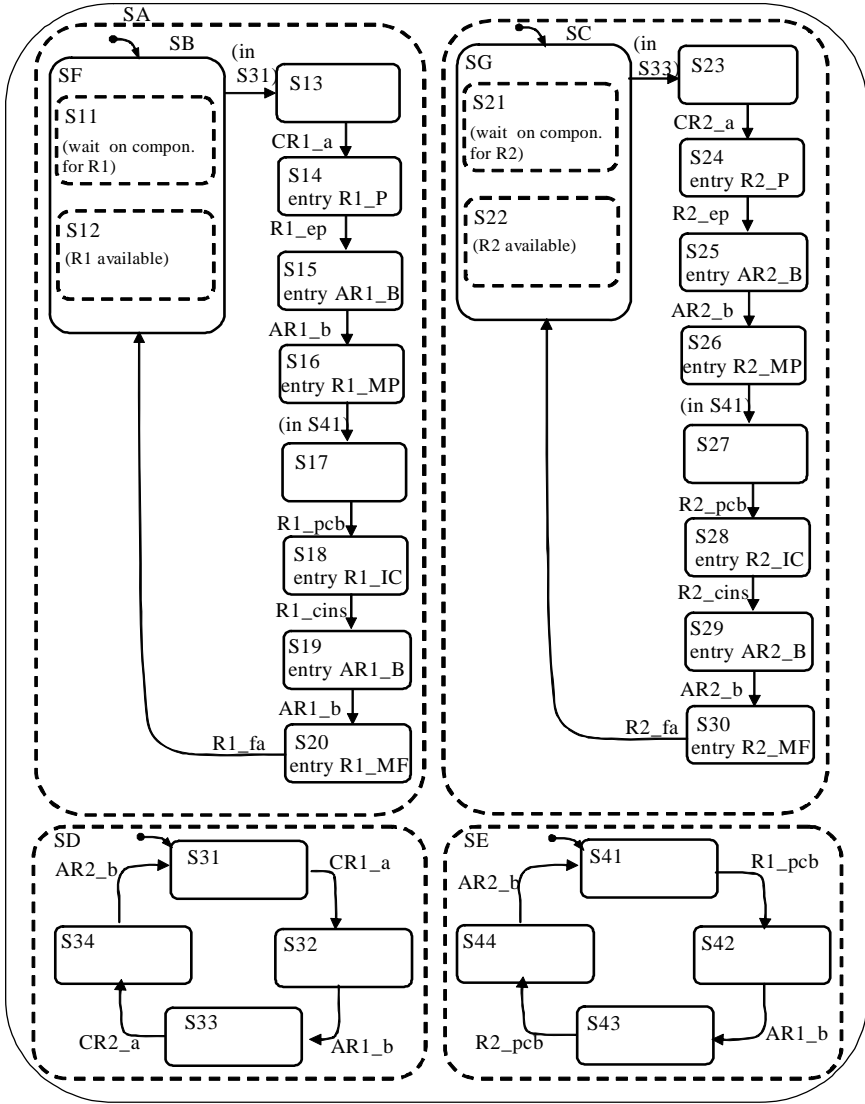 SA
SB
(in
S31)
SF
S11
(wait on compon.
for R1)
S12
(R1 available)
S13
CR1_a
S14
entry R1_P
R1_ep
S15
entry AR1_B
AR1_b
S16
entry R1_MP
(in S41)
S17
R1_pcb
S18
entry R1_IC
R1_cins
S19
entry AR1_B
AR1_b
S20
entry R1_MF
R1_fa
SC
(in
S33)
SG
S21
(wait on compon.
for R2)
S22
(R2 available)
S23
CR2_a
S24
entry R2_P
R2_ep
S25
entry AR2_B
AR2_b
S26
entry R2_MP
(in S41)
S27
R2_pcb
S28
entry R2_IC
R2_cins
S29
entry AR2_B
AR2_b
S30
entry R2_MF
R2_fa
SD
S31
CR1_a
AR2_b
S34
S32
S33
CR2_a
AR1_b
SE
S41
R1_pcb
AR2_b
S44
S42
S43
R2_pcb
AR1_b